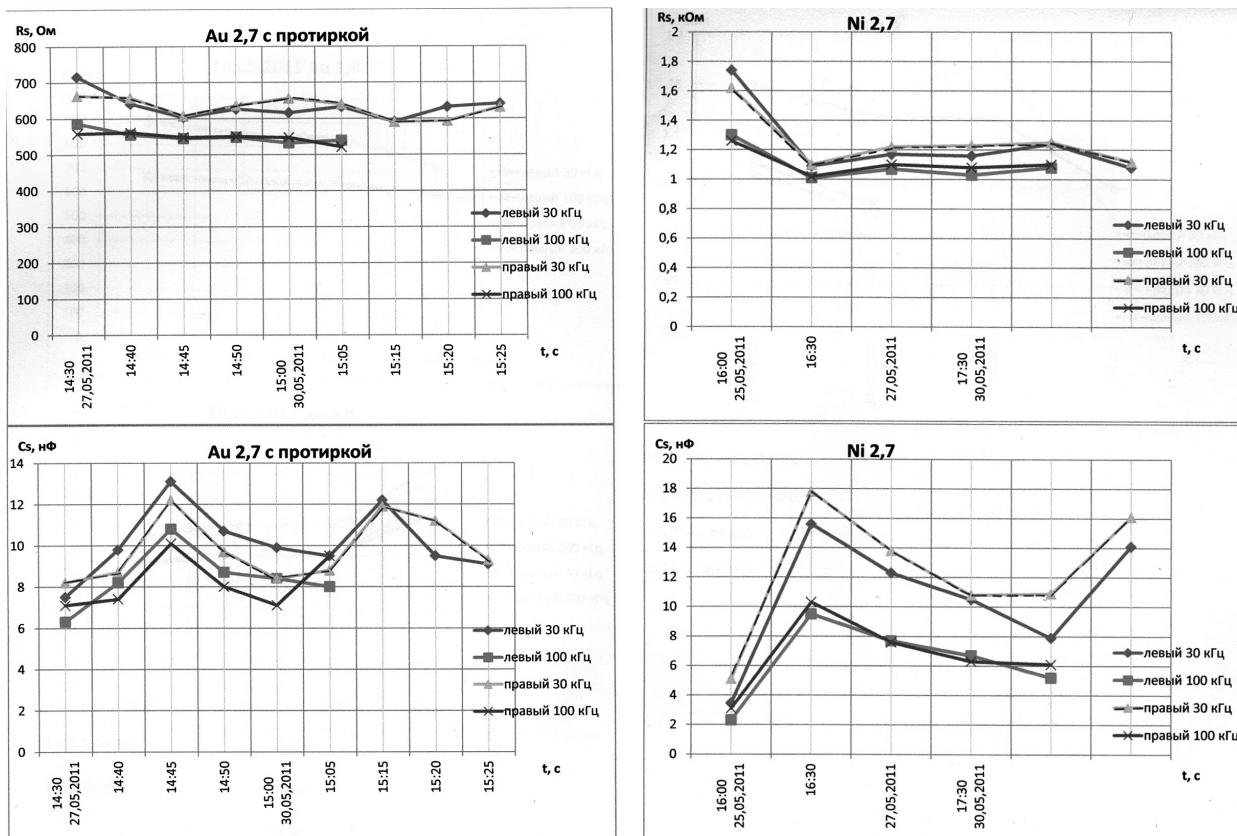 Rs, Ом
Au 2,7 с протиркой
800
700
600
500
400
300
200
100
0
левый 30 кГц
левый 100 кГц
правый 30 кГц
правый 100 кГц
t, с
14:30
27,05,2011
14:40
14:45
14:50
15:00
30,05,2011
15:05
15:15
15:20
15:25
Rs, кОм
Ni 2,7
2
1,8
1,6
1,4
1,2
1
0,8
0,6
0,4
0,2
0
левый 30 кГц
левый 100 кГц
правый 30 кГц
правый 100 кГц
t, с
16:00
25,05,2011
16:30
27,05,2011
17:30
30,05,2011
Cs, нФ
Au 2,7 с протиркой
14
12
10
8
6
4
2
0
левый 30 кГц
левый 100 кГц
правый 30 кГц
правый 100 кГц
t, с
14:30
27,05,2011
14:40
14:45
14:50
15:00
30,05,2011
15:05
15:15
15:20
15:25
Cs, нФ
Ni 2,7
20
18
16
14
12
10
8
6
4
2
0
левый 30 кГц
левый 100 кГц
правый 30 кГц
правый 100 кГц
t, с
16:00
25,05,2011
16:30
27,05,2011
17:30
30,05,2011